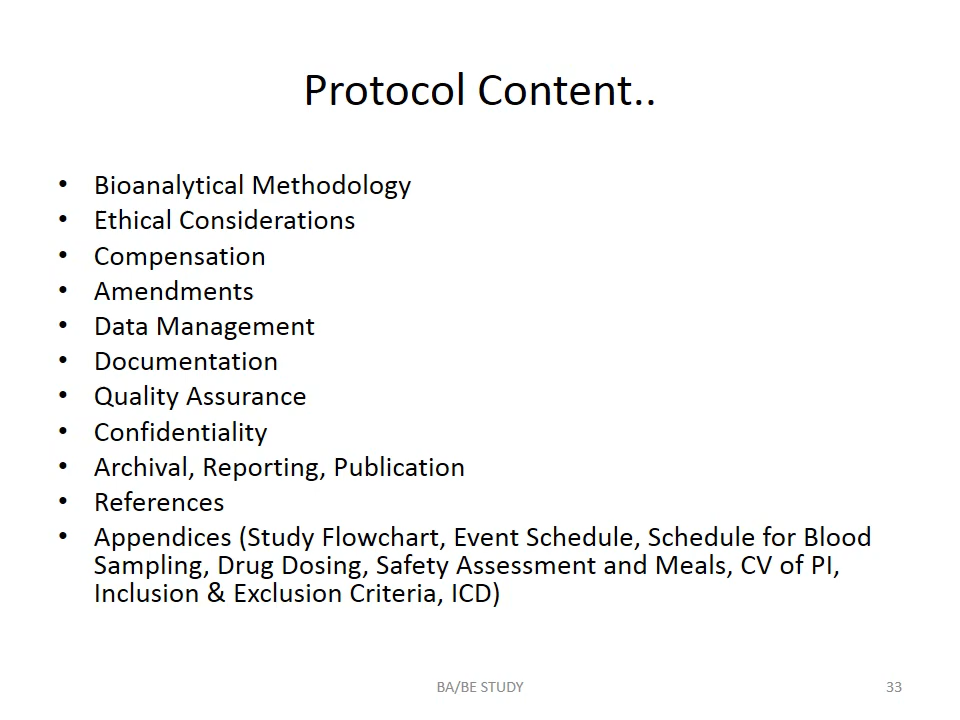 Protocol Content..
• Bioanalytical Methodology
• Ethical Considerations
• Compensation
• Amendments
• Data Management
• Documentation
• Quality Assurance
• Confidentiality
• Archival, Reporting, Publication
• References
• Appendices (Study Flowchart, Event Schedule, Schedule for Blood
Sampling, Drug Dosing, Safety Assessment and Meals, CV of PI,
Inclusion & Exclusion Criteria, ICD)
BA/BE STUDY
33